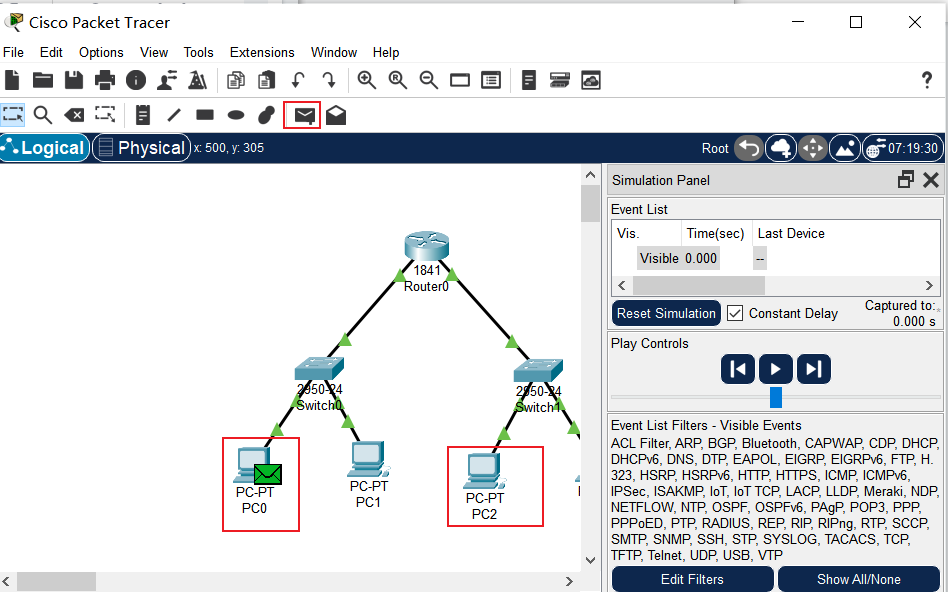 Cisco Packet Tracer
File Edit Options View Tools Extensions Window Help
Logical Physical x: 500, y: 305 Root 07:19:30
1841
Router0
2950-24
Switch0
2950-24
Switch1
PC-PT
PC0
PC-PT
PC1
PC-PT
PC2
Simulation Panel
Event List
Vis. Time(sec) Last Device
Visible 0.000 --
Reset Simulation Constant Delay Captured to:
0.000 s
Play Controls
Event List Filters - Visible Events
ACL Filter, ARP, BGP, Bluetooth, CAPWAP, CDP, DHCP,
DHCPv6, DNS, DTP, EAPOL, EIGRP, EIGRPv6, FTP, H.
323, HSRP, HSRPv6, HTTP, HTTPS, ICMP, ICMPv6,
IPSec, ISAKMP, IoT, IoT TCP, LACP, LLDP, Meraki, NDP,
NETFLOW, NTP, OSPF, OSPFv6, PAgP, POP3, PPP,
PPPoED, PTP, RADIUS, REP, RIP, RIPng, RTP, SCCP,
SMTP, SNMP, SSH, STP, SYSLOG, TACACS, TCP,
TFTP, Telnet, UDP, USB, VTP
Edit Filters Show All/None